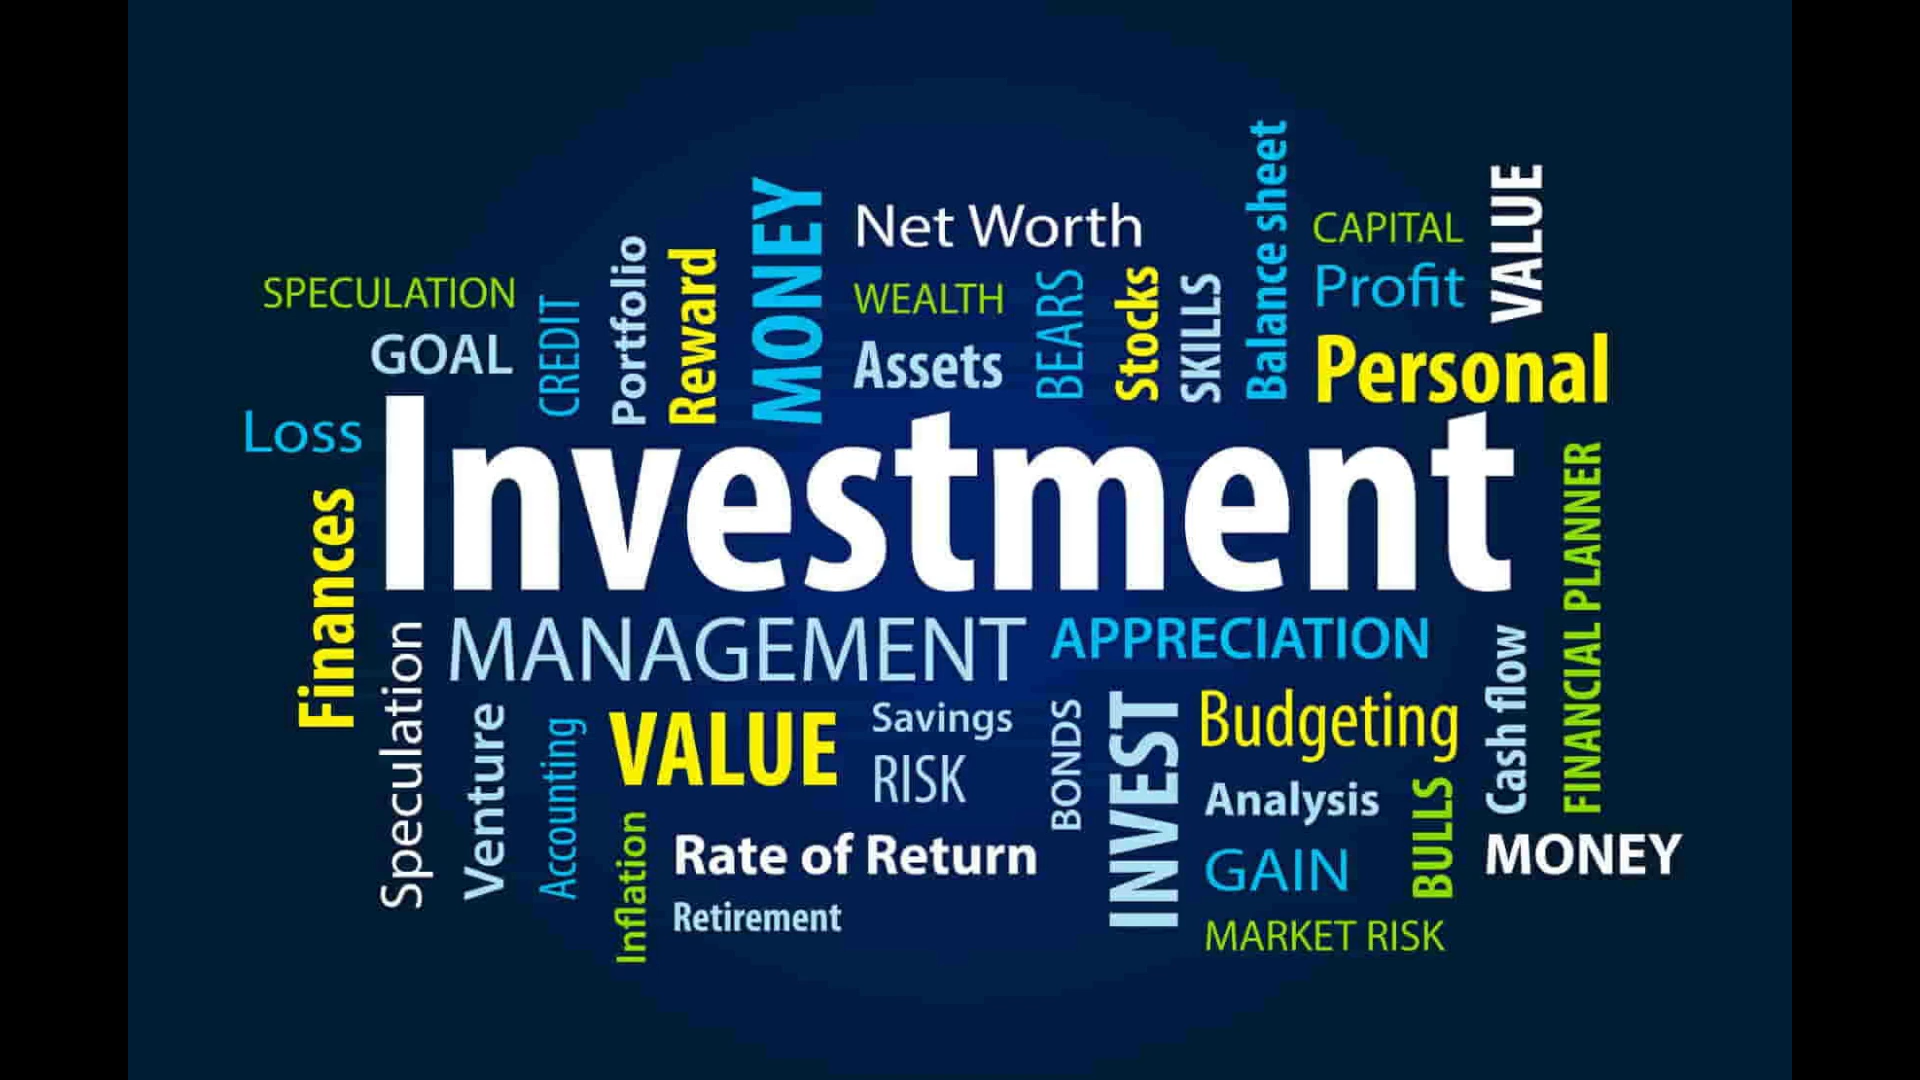 Balance sheet
VALUE
MONEY
Net Worth
CAPITAL
Portfolio
Reward
Profit
SPECULATION
CREDIT
WEALTH
BEARS
Stocks
SKILLS
GOAL
Assets
Personal
Loss
Investment
Finances
FINANCIAL PLANNER
Speculation
MANAGEMENT
APPRECIATION
Cash flow
Venture
Accounting
VALUE
Savings
BONDS
INVEST
Budgeting
RISK
Analysis
BULLS
Inflation
Rate of Return
GAIN
MONEY
Retirement
MARKET RISK